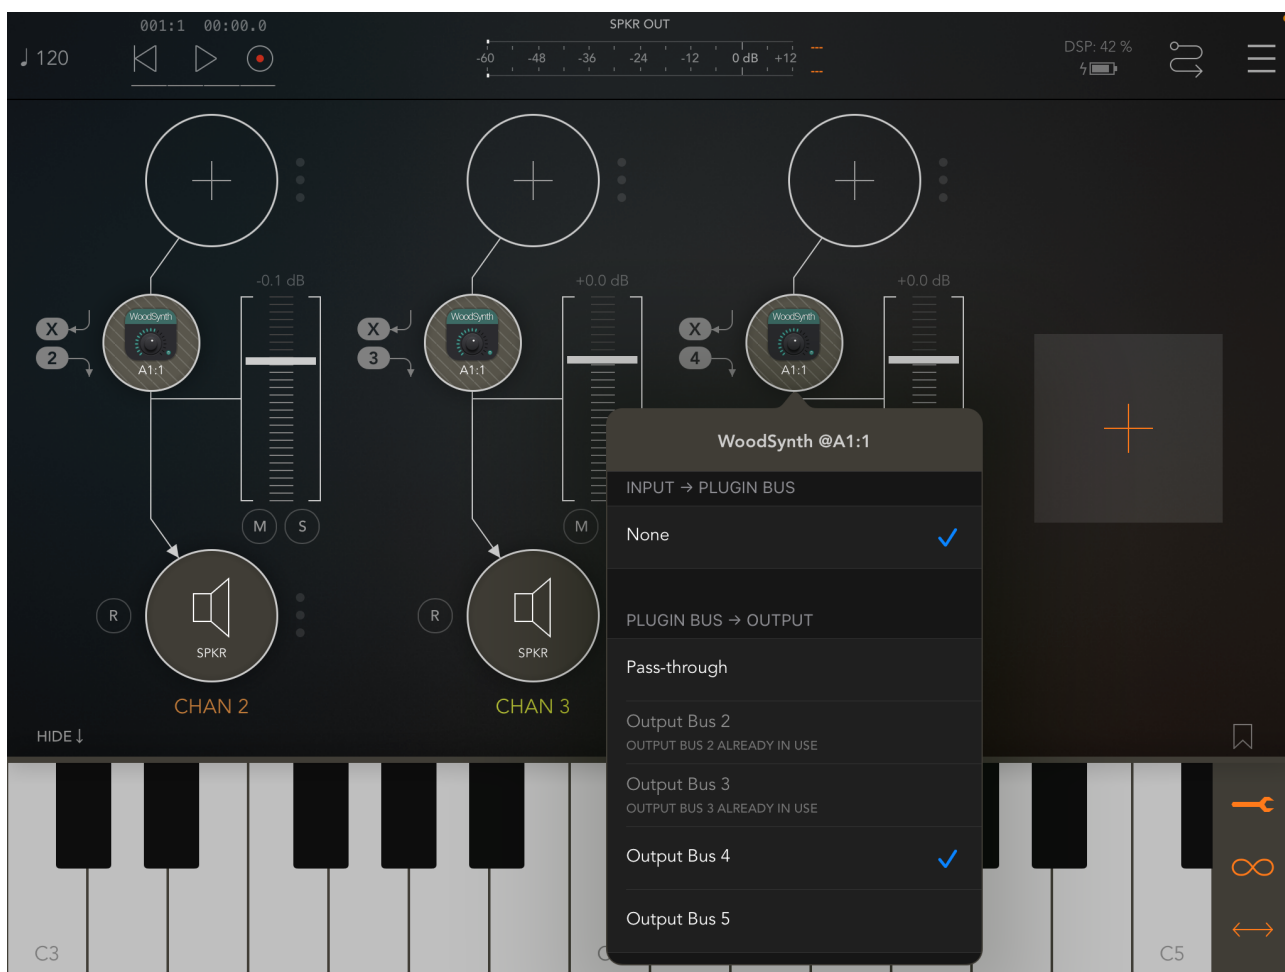 001:1 00:00.0
SPKR OUT
120
-60 -48 -36 -24 -12 0 dB +12
---
---
DSP: 42 %
-0.1 dB
+0.0 dB
+0.0 dB
X
WoodSynth
2
A1:1
X
WoodSynth
3
A1:1
X
WoodSynth
4
A1:1
M S
M
R
SPKR
R
SPKR
CHAN 2
CHAN 3
HIDE↓
WoodSynth @A1:1
INPUT → PLUGIN BUS
None
PLUGIN BUS → OUTPUT
Pass-through
Output Bus 2
OUTPUT BUS 2 ALREADY IN USE
Output Bus 3
OUTPUT BUS 3 ALREADY IN USE
Output Bus 4
Output Bus 5
C3
C5